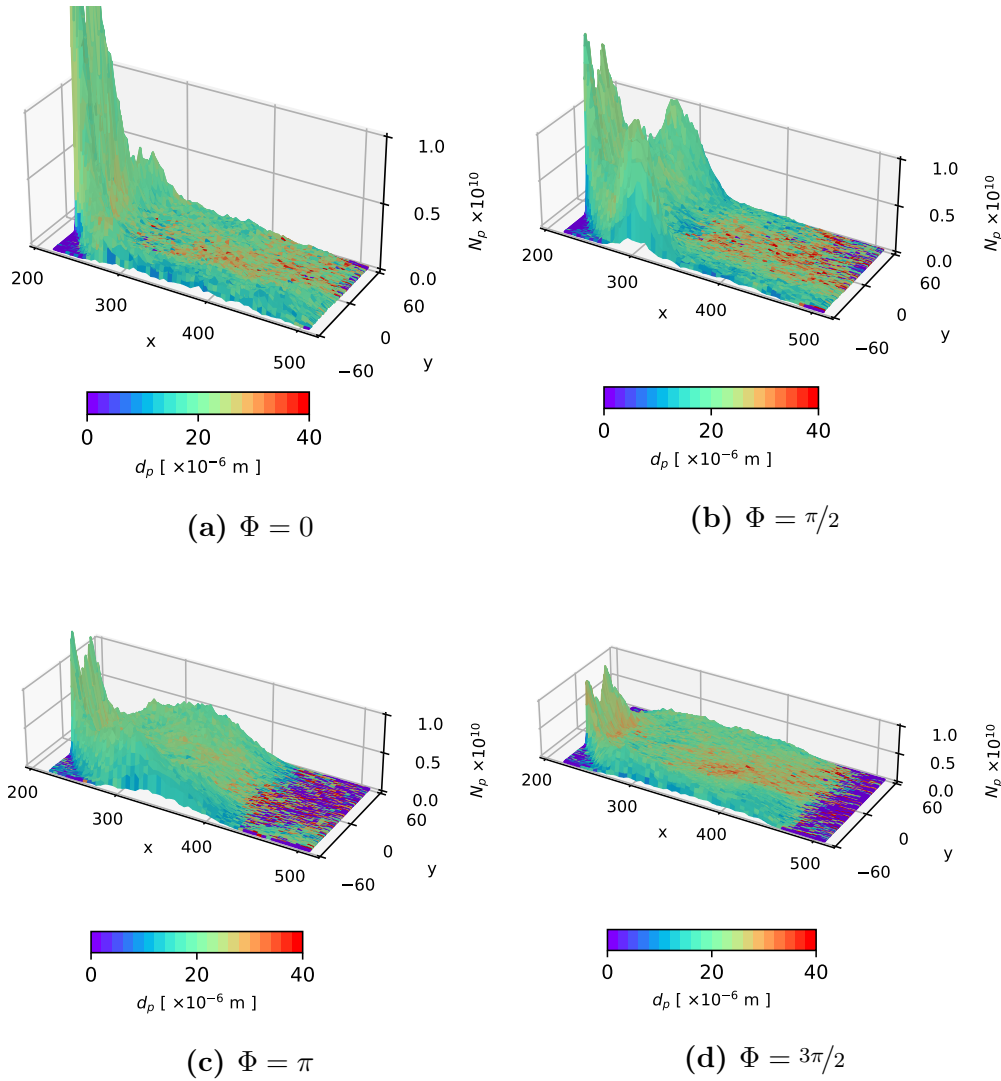 1.0
0.5
0.0
N_p ×10^10
200
300
400
500
x
60
0
−60
y
0 20 40
d_p [ ×10^−6 m ]
(a) Φ = 0
1.0
0.5
0.0
N_p ×10^10
200
300
400
500
x
60
0
−60
y
0 20 40
d_p [ ×10^−6 m ]
(b) Φ = π/2
1.0
0.5
0.0
N_p ×10^10
200
300
400
500
x
60
0
−60
y
0 20 40
d_p [ ×10^−6 m ]
(c) Φ = π
1.0
0.5
0.0
N_p ×10^10
200
300
400
500
x
60
0
−60
y
0 20 40
d_p [ ×10^−6 m ]
(d) Φ = 3π/2